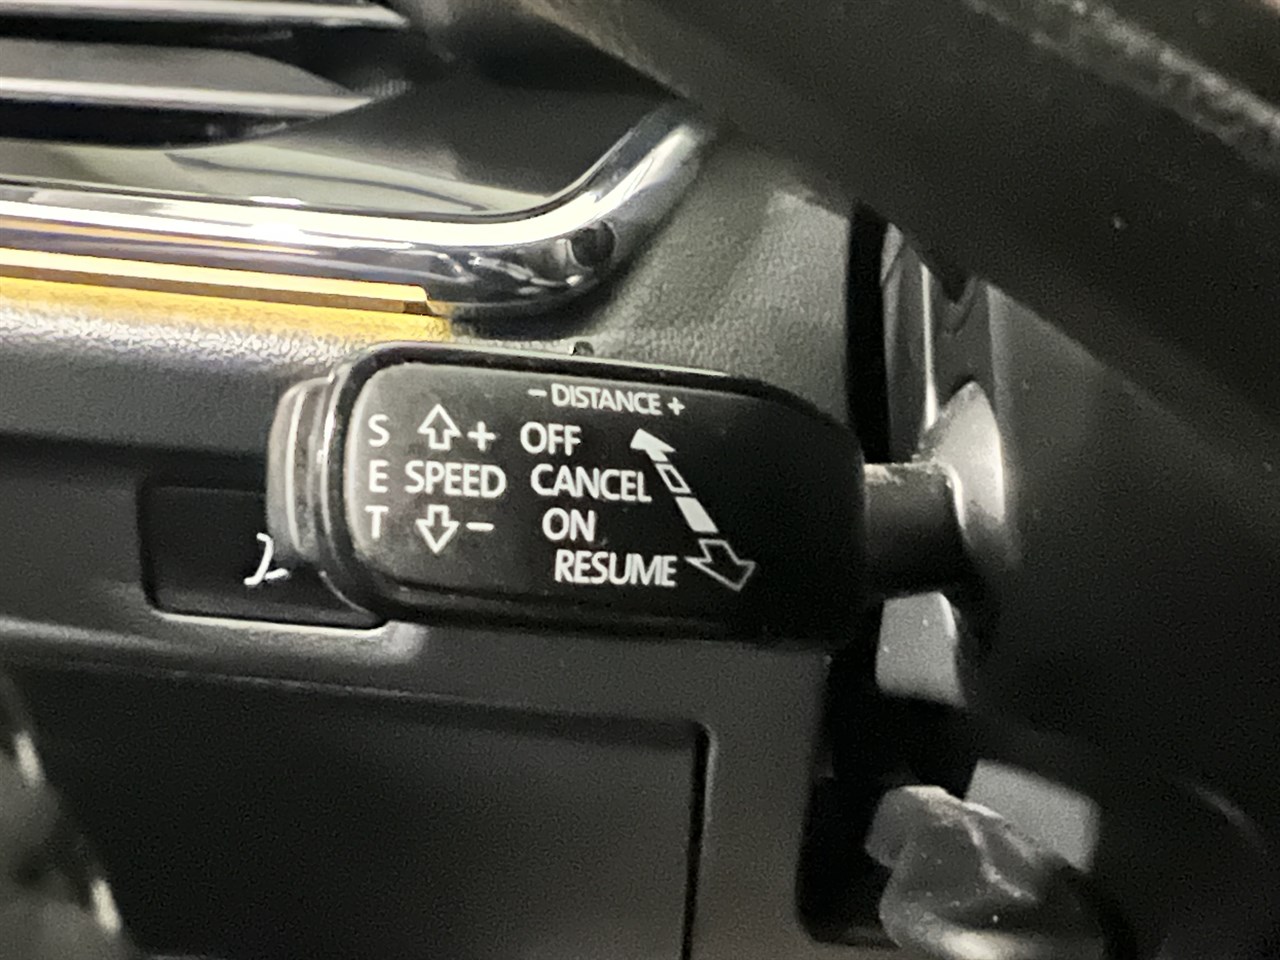 - DISTANCE +
S + OFF
E SPEED CANCEL
T - ON
RESUME